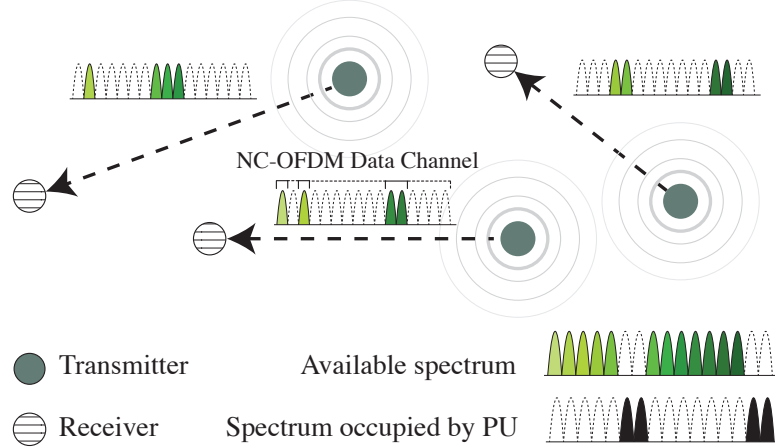 NC-OFDM Data Channel
Transmitter
Available spectrum
Receiver
Spectrum occupied by PU